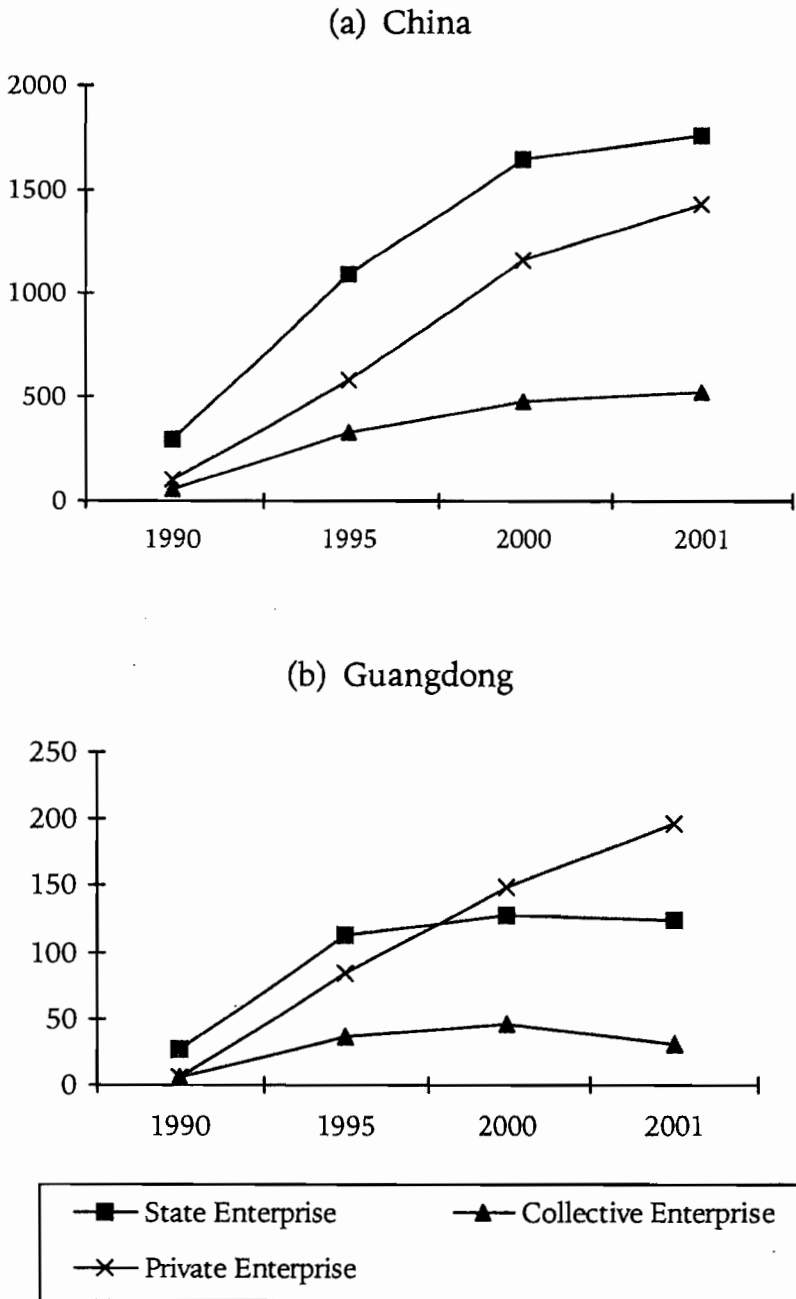 (a) China
2000
1500
1000
500
0
1990 1995 2000 2001
(b) Guangdong
250
200
150
100
50
0
1990 1995 2000 2001
State Enterprise Collective Enterprise
Private Enterprise